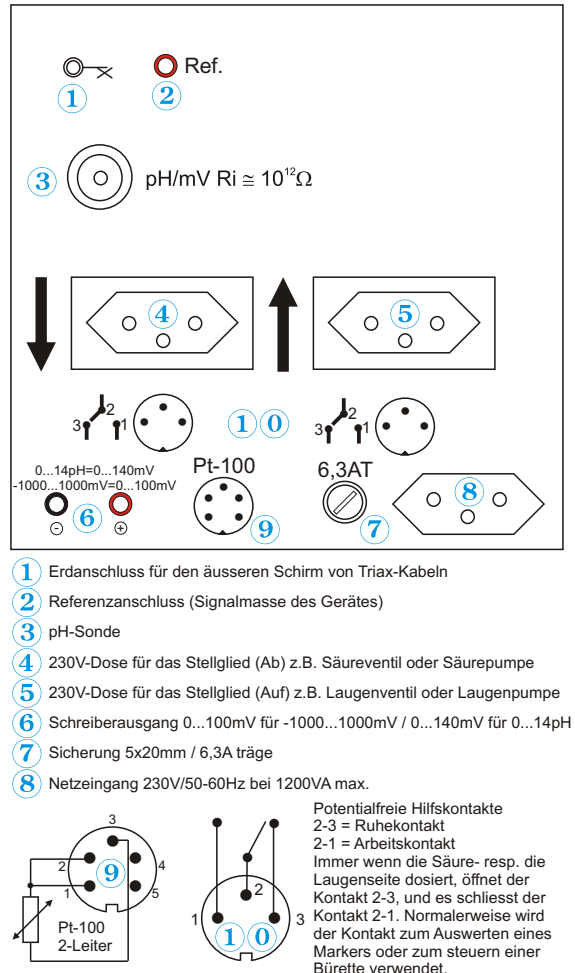 Ref.
1
2
3
pH/mV Ri ≅ 10¹²Ω
4
5
3 2 1
1 0
3 2 1
0...14pH=0...140mV
-1000...1000mV=0...100mV
Pt-100
6,3AT
6
⊖ ⊕
9
7
8
1 Erdanschluss für den äusseren Schirm von Triax-Kabeln
2 Referenzanschluss (Signalmasse des Gerätes)
3 pH-Sonde
4 230V-Dose für das Stellglied (Ab) z.B. Säureventil oder Säurepumpe
5 230V-Dose für das Stellglied (Auf) z.B. Laugenventil oder Laugenpumpe
6 Schreiberausgang 0...100mV für -1000...1000mV / 0...140mV für 0...14pH
7 Sicherung 5x20mm / 6,3A träge
8 Netzeingang 230V/50-60Hz bei 1200VA max.
3
2
9
4
1
5
Pt-100
2-Leiter
2
1
3
1 0
Potentialfreie Hilfskontakte
2-3 = Ruhekontakt
2-1 = Arbeitskontakt
Immer wenn die Säure- resp. die
Laugenseite dosiert, öffnet der
Kontakt 2-3, und es schliesst der
Kontakt 2-1. Normalerweise wird
der Kontakt zum Auswerten eines
Markers oder zum steuern einer
Bürette verwendet.